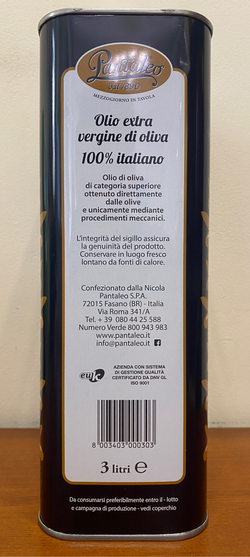 Pantaleo
Dal 1890
MEZZOGIORNO IN TAVOLA
Olio extra
vergine di oliva
100% italiano
Olio di oliva
di categoria superiore
ottenuto direttamente
dalle olive
e unicamente mediante
procedimenti meccanici.
L'integrità del sigillo assicura
la genuinità del prodotto.
Conservare in luogo fresco
lontano da fonti di calore.
Confezionato dalla Nicola
Pantaleo S.P.A.
72015 Fasano (BR) - Italia
Via Roma 341/A
Tel. + 39 080 44 25 588
Numero Verde 800 943 983
www.pantaleo.it
info@pantaleo.it
AZIENDA CON SISTEMA
DI GESTIONE QUALITÀ
CERTIFICATO DA DNV GL
ISO 9001
8 003403 000303
3 litri e
Da consumarsi preferibilmente entro il - lotto
e campagna di produzione - vedi coperchio